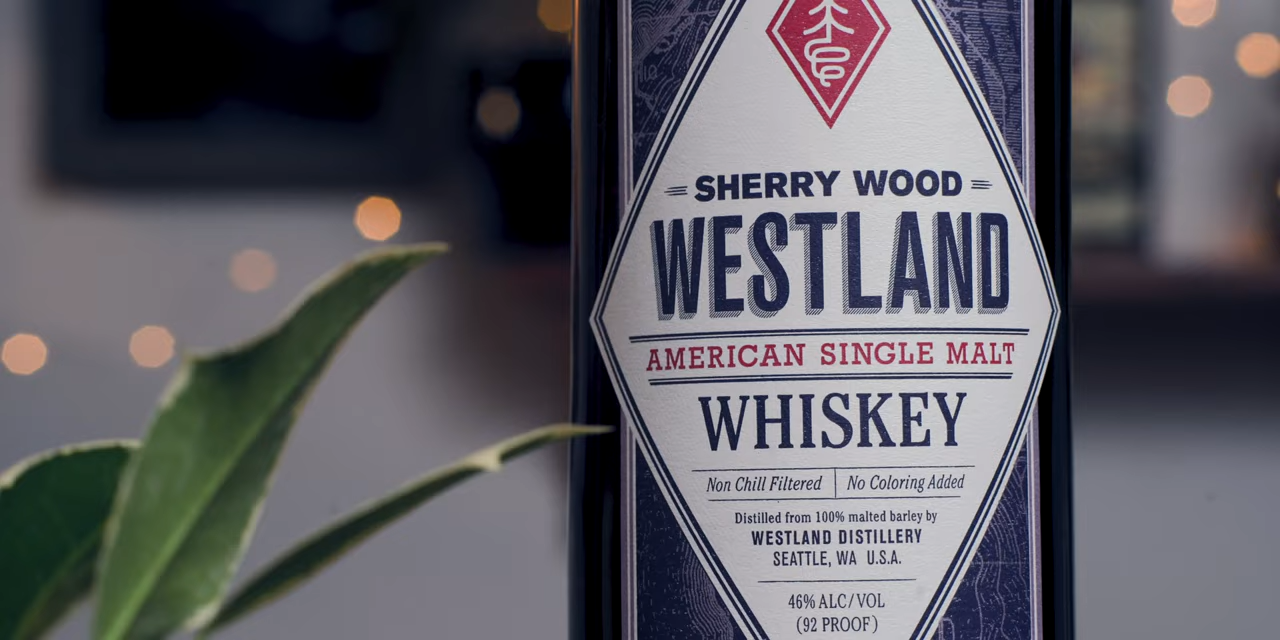 SHERRY WOOD
WESTLAND
AMERICAN SINGLE MALT
WHISKEY
Non Chill Filtered No Coloring Added
Distilled from 100% malted barley by
WESTLAND DISTILLERY
SEATTLE, WA U.S.A.
46% ALC/VOL
(92 PROOF)